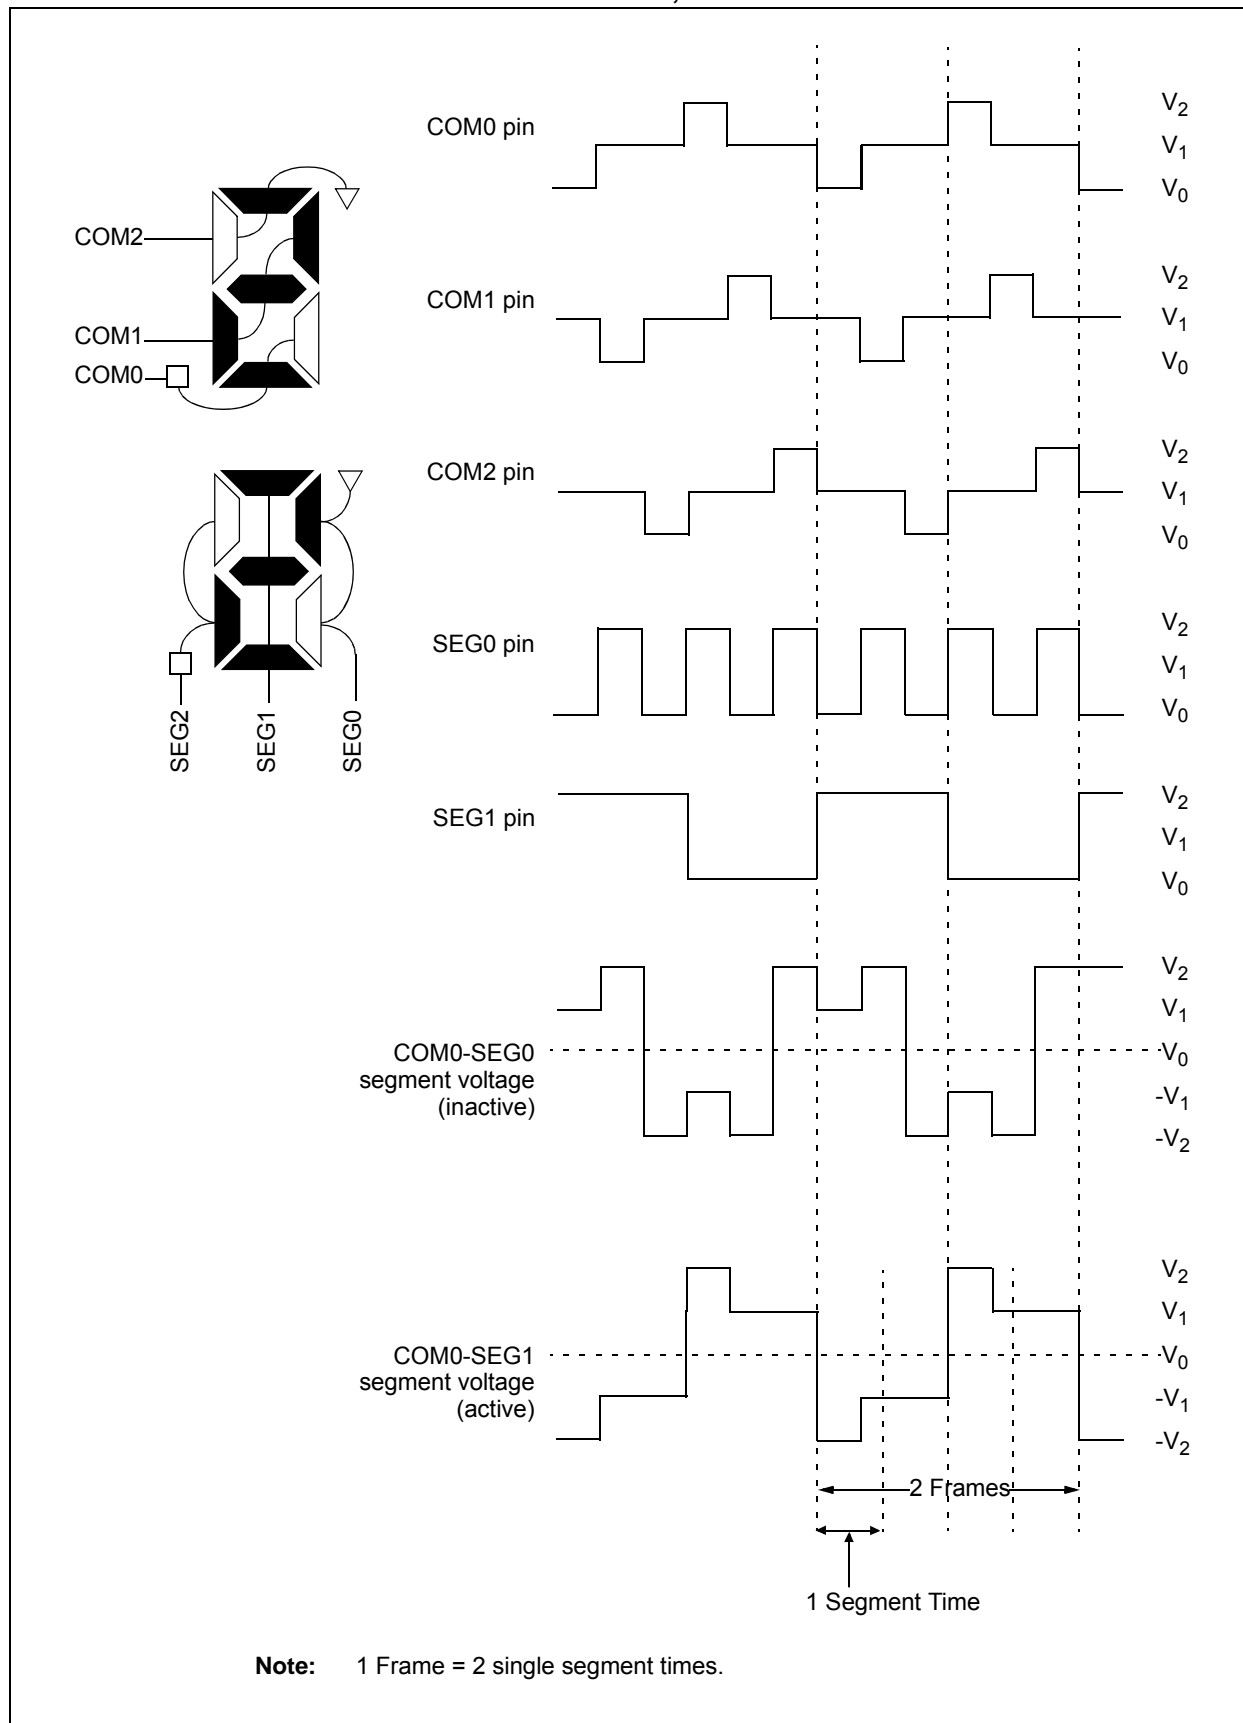 COM0 pin
V2
V1
V0
COM2
COM1
COM0
COM1 pin
V2
V1
V0
COM2 pin
V2
V1
V0
SEG2
SEG1
SEG0
SEG0 pin
V2
V1
V0
SEG1 pin
V2
V1
V0
COM0-SEG0
segment voltage
(inactive)
V2
V1
V0
-V1
-V2
COM0-SEG1
segment voltage
(active)
V2
V1
V0
-V1
-V2
2 Frames
1 Segment Time
Note: 1 Frame = 2 single segment times.